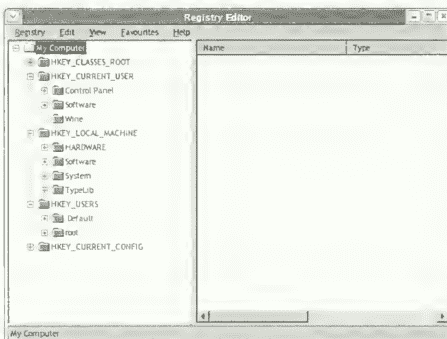 Registry Editor
Registry Edit View Favourites Help
My Computer
HKEY_CLASSES_ROOT
HKEY_CURRENT_USER
Control Panel
Software
Wine
HKEY_LOCAL_MACHINE
HARDWARE
Software
System
TypeLib
HKEY_USERS
.Default
root
HKEY_CURRENT_CONFIG
Name Type
My Computer